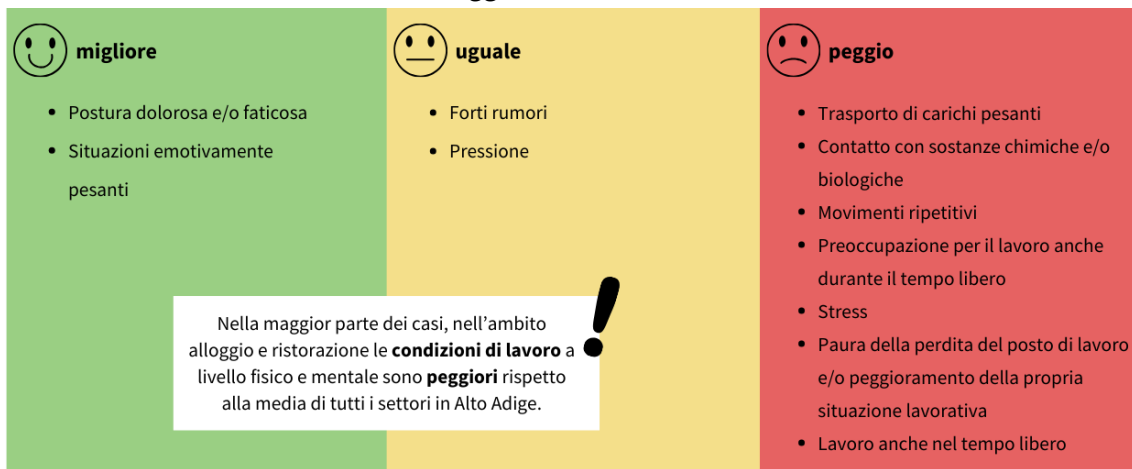 migliore
Postura dolorosa e/o faticosa
Situazioni emotivamente
pesanti
uguale
Forti rumori
Pressione
peggio
Trasporto di carichi pesanti
Contatto con sostanze chimiche e/o
biologiche
Movimenti ripetitivi
Preoccupazione per il lavoro anche
durante il tempo libero
Stress
Paura della perdita del posto di lavoro
e/o peggioramento della propria
situazione lavorativa
Lavoro anche nel tempo libero
Nella maggior parte dei casi, nell'ambito
alloggio e ristorazione le condizioni di lavoro a
livello fisico e mentale sono peggiori rispetto
alla media di tutti i settori in Alto Adige.
!